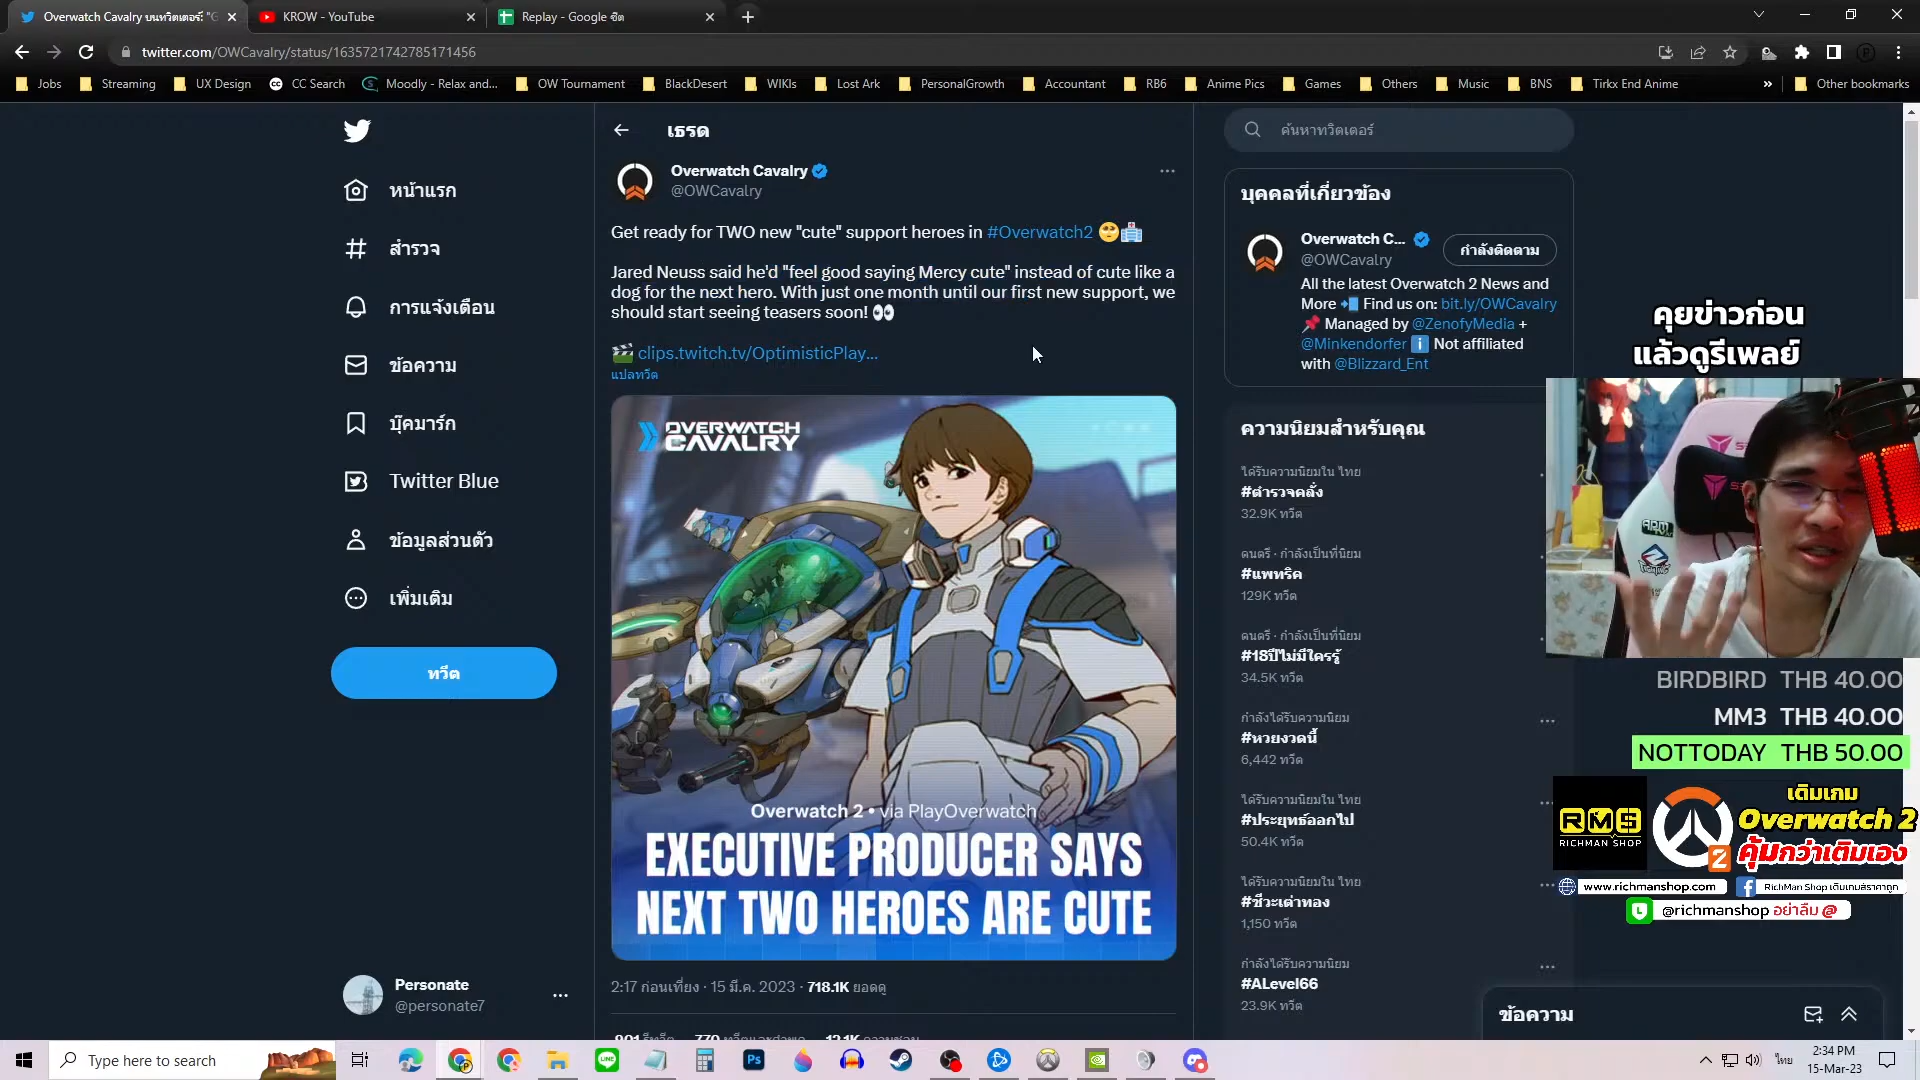 Overwatch Cavalry บนทวิตเตอร์: "G
KROW - YouTube
Replay - Google ชีต
twitter.com/OWCavalry/status/1635721742785171456
Jobs
Streaming
UX Design
CC Search
Moodly - Relax and...
OW Tournament
BlackDesert
WIKIs
Lost Ark
PersonalGrowth
Accountant
RB6
Anime Pics
Games
Others
Music
BNS
Tirkx End Anime
»
Other bookmarks
หน้าแรก
สำรวจ
การแจ้งเตือน
ข้อความ
บุ๊คมาร์ก
Twitter Blue
ข้อมูลส่วนตัว
เพิ่มเติม
ทวีต
Personate
@personate7
เธรด
Overwatch Cavalry
@OWCavalry
Get ready for TWO new "cute" support heroes in #Overwatch2 🥺🏥
Jared Neuss said he'd "feel good saying Mercy cute" instead of cute like a
dog for the next hero. With just one month until our first new support, we
should start seeing teasers soon! 👀
🎬 clips.twitch.tv/OptimisticPlay...
แปลทวีต
OVERWATCH
CAVALRY
Overwatch 2 • via PlayOverwatch
EXECUTIVE PRODUCER SAYS
NEXT TWO HEROES ARE CUTE
2:17 ก่อนเที่ยง · 15 มี.ค. 2023 · 718.1K ยอดดู
ค้นหาทวิตเตอร์
บุคคลที่เกี่ยวข้อง
Overwatch C...
@OWCavalry
กำลังติดตาม
All the latest Overwatch 2 News and
More 📲 Find us on: bit.ly/OWCavalry
📌 Managed by @ZenofyMedia +
@Minkendorfer ℹ️ Not affiliated
with @Blizzard_Ent
ความนิยมสำหรับคุณ
ได้รับความนิยมใน ไทย
#ตำรวจคลั่ง
32.9K ทวีต
ดนตรี · กำลังเป็นที่นิยม
#แพทริค
129K ทวีต
ดนตรี · กำลังเป็นที่นิยม
#18ปีไม่มีใครรู้
34.5K ทวีต
กำลังได้รับความนิยม
#หวยงวดนี้
6,442 ทวีต
ได้รับความนิยมใน ไทย
#ประยุทธ์ออกไป
50.4K ทวีต
ได้รับความนิยมใน ไทย
#ชีวะเด่าทอง
1,150 ทวีต
กำลังได้รับความนิยม
#ALevel66
23.9K ทวีต
ข้อความ
คุยข่าวก่อน
แล้วดูรีเพลย์
BIRDBIRD THB 40.00
MM3 THB 40.00
NOTTODAY THB 50.00
RMS
RICHMAN SHOP
2
เติมเกม
Overwatch 2
คุ้มกว่าเติมเอง
www.richmanshop.com
RichMan Shop เติมเกมส์ราคาถูก
@richmanshop อย่าลืม @
Type here to search
ไทย
2:34 PM
15-Mar-23